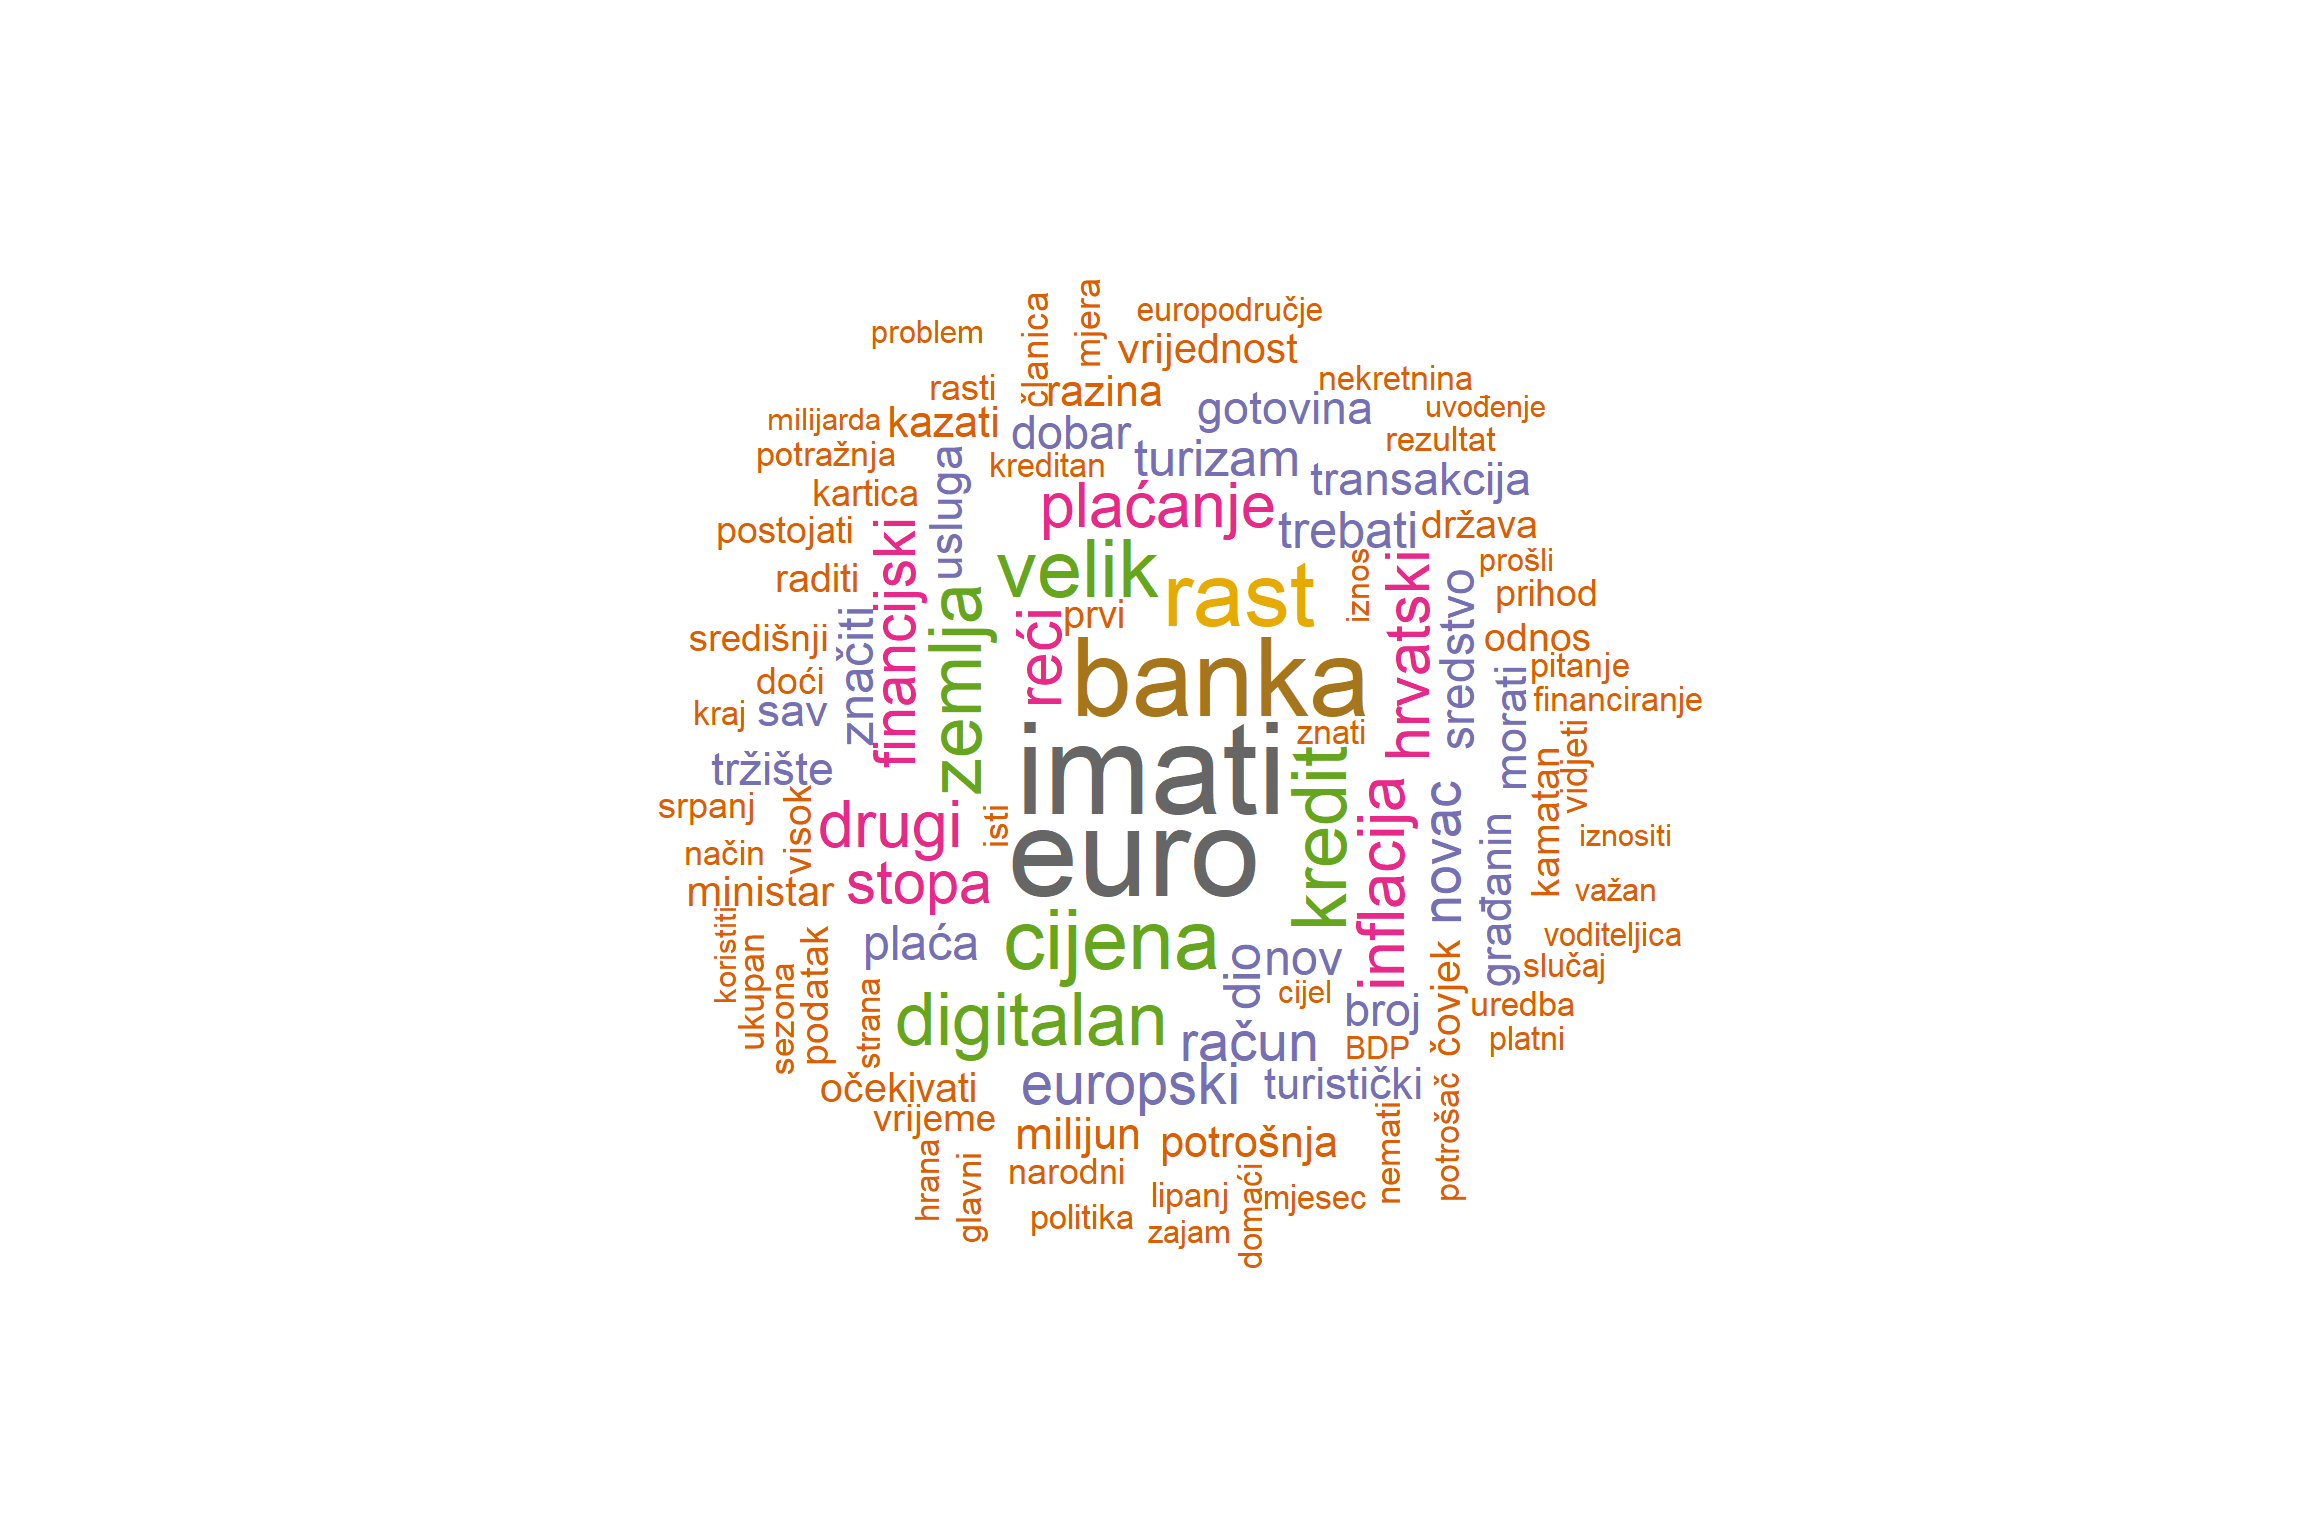 mjera
članica
europodručje
problem
vrijednost
nekretnina
rasti
razina
gotovina
uvođenje
milijarda
kazati
dobar
rezultat
potražnja
kreditan
turizam
transakcija
usluga
kartica
plaćanje
postojati
trebati
država
financijski
velik
prošli
raditi
rast
iznos
hrvatski
prihod
zemlja
reći
prvi
sredstvo
središnji
značiti
odnos
banka
pitanje
doći
morati
financiranje
kraj
sav
znati
vidjeti
imati
tržište
kredit
kamatan
srpanj
visok
drugi
isti
inflacija
novac
iznositi
način
euro
građanin
ministar
stopa
važan
koristiti
plaća
cijena
voditeljica
ukupan
podatak
dio
nov
čovjek
slučaj
sezona
strana
digitalan
cijel
broj
uredba
račun
BDP
platni
očekivati
europski
turistički
vrijeme
milijun
potrošnja
nemati
potrošač
hrana
glavni
narodni
lipanj
domaći
mjesec
politika
zajam